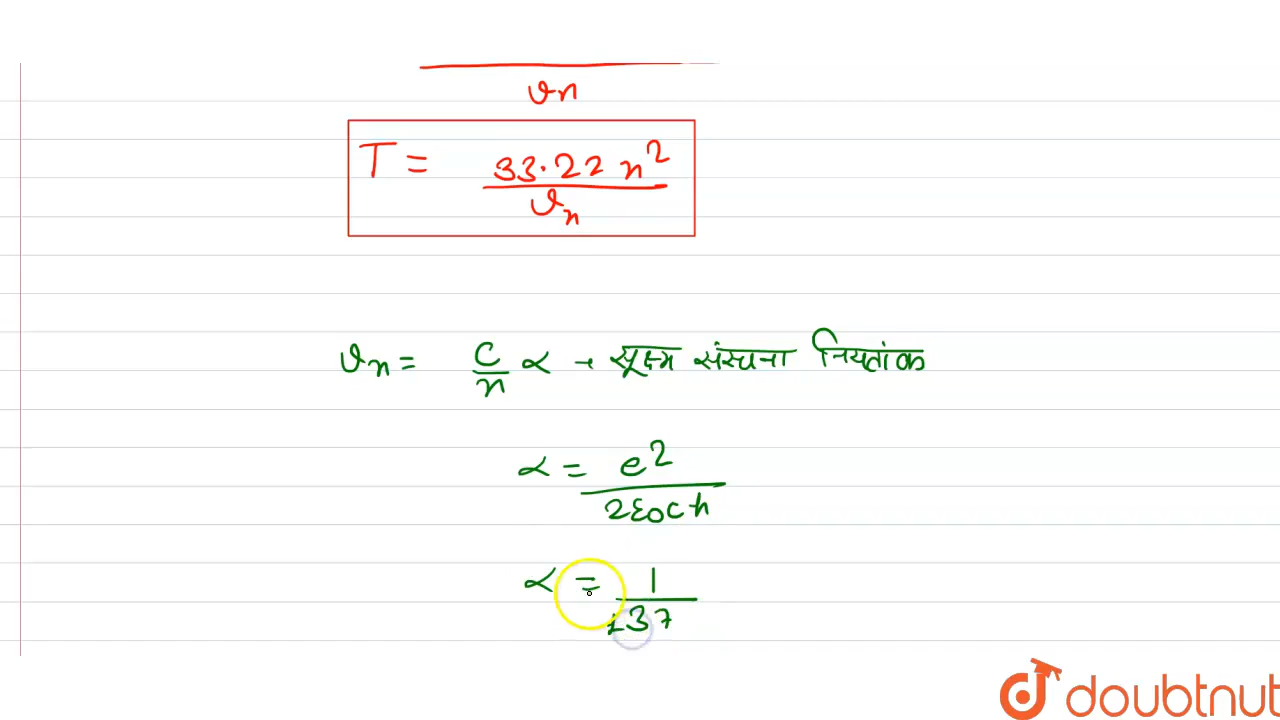 vn
T = 33.22 n²
vn
vn = c/n α → सूक्ष्म संरचना नियतांक
α = e²
2ε0ch
α = 1
137
doubtnut